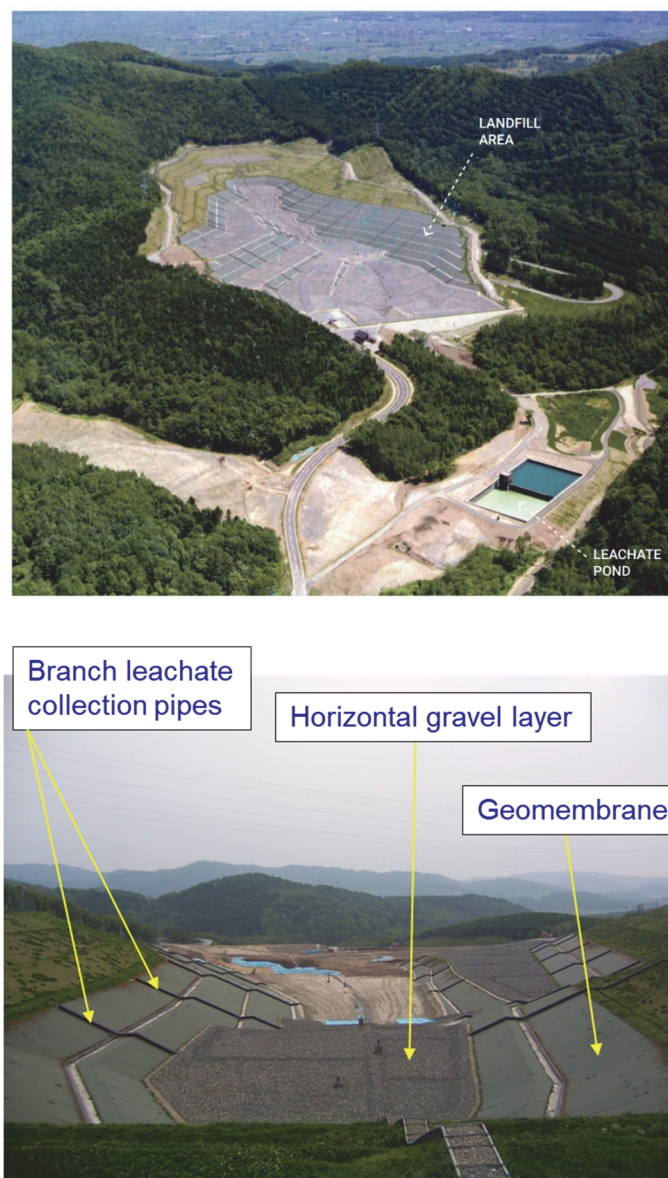 LANDFILL
AREA
LEACHATE
POND
Branch leachate
collection pipes
Horizontal gravel layer
Geomembrane